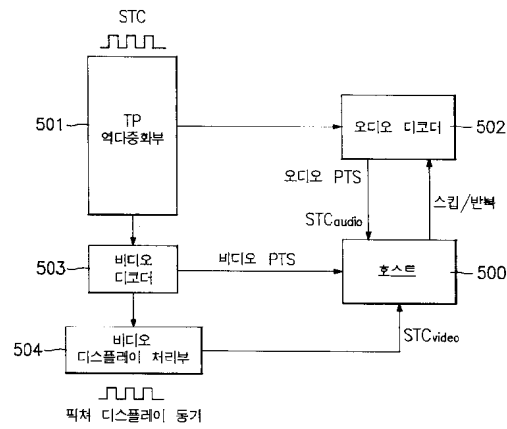 STC
TP
역다중화부
501
오디오 디코더
502
오디오 PTS
STCaudio
스킵/반복
비디오
디코더
503
비디오 PTS
호스트
500
비디오
디스플레이 처리부
504
STCvideo
픽쳐 디스플레이 동기